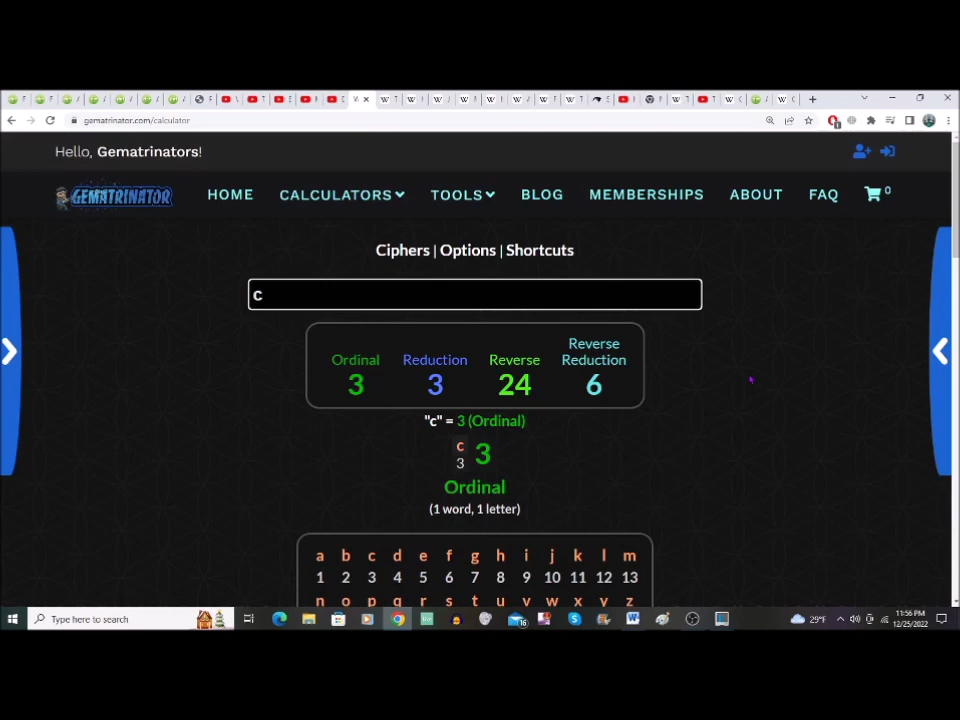 gematrinator.com/calculator
Hello, Gematrinators!
GEMATRINATOR HOME CALCULATORS TOOLS BLOG MEMBERSHIPS ABOUT FAQ 0
Ciphers | Options | Shortcuts
c
Ordinal Reduction Reverse Reverse Reduction
3 3 24 6
"c" = 3 (Ordinal)
c 3
3
Ordinal
(1 word, 1 letter)
a b c d e f g h i j k l m
1 2 3 4 5 6 7 8 9 10 11 12 13
n o p q r s t u v w x y z
Type here to search 16 29°F 11:56 PM
12/25/2022